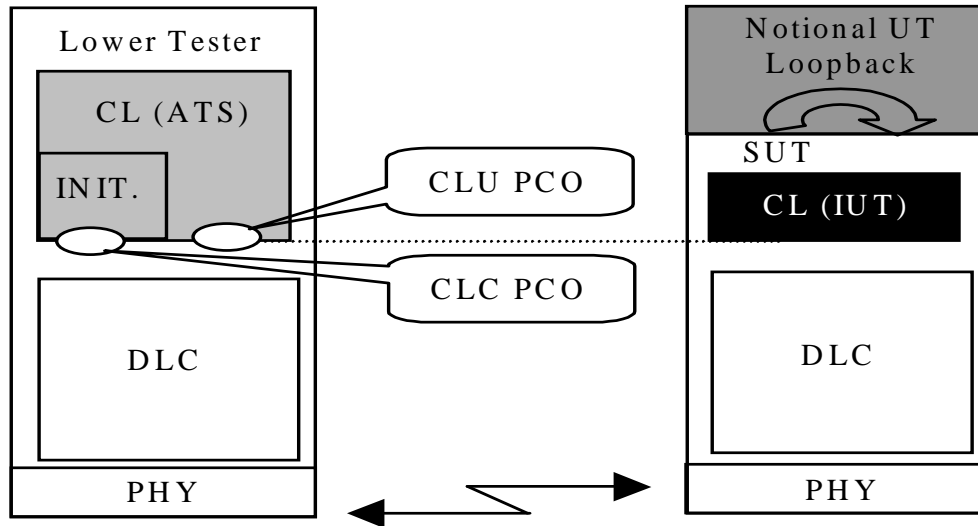 Lower Tester
CL (ATS)
INIT.
DLC
PHY
CLU PCO
CLC PCO
Notional UT
Loopback
SUT
CL (IUT)
DLC
PHY